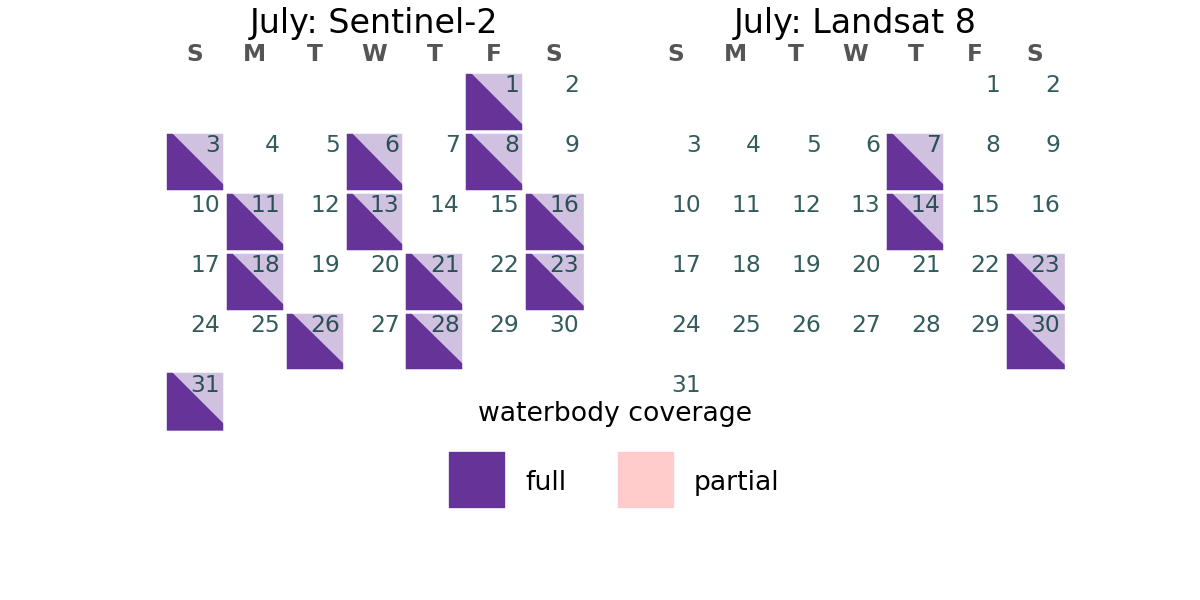 July: Sentinel-2
S M T W T F S
1 2
3 4 5 6 7 8 9
10 11 12 13 14 15 16
17 18 19 20 21 22 23
24 25 26 27 28 29 30
31
July: Landsat 8
S M T W T F S
1 2
3 4 5 6 7 8 9
10 11 12 13 14 15 16
17 18 19 20 21 22 23
24 25 26 27 28 29 30
31
waterbody coverage
full
partial